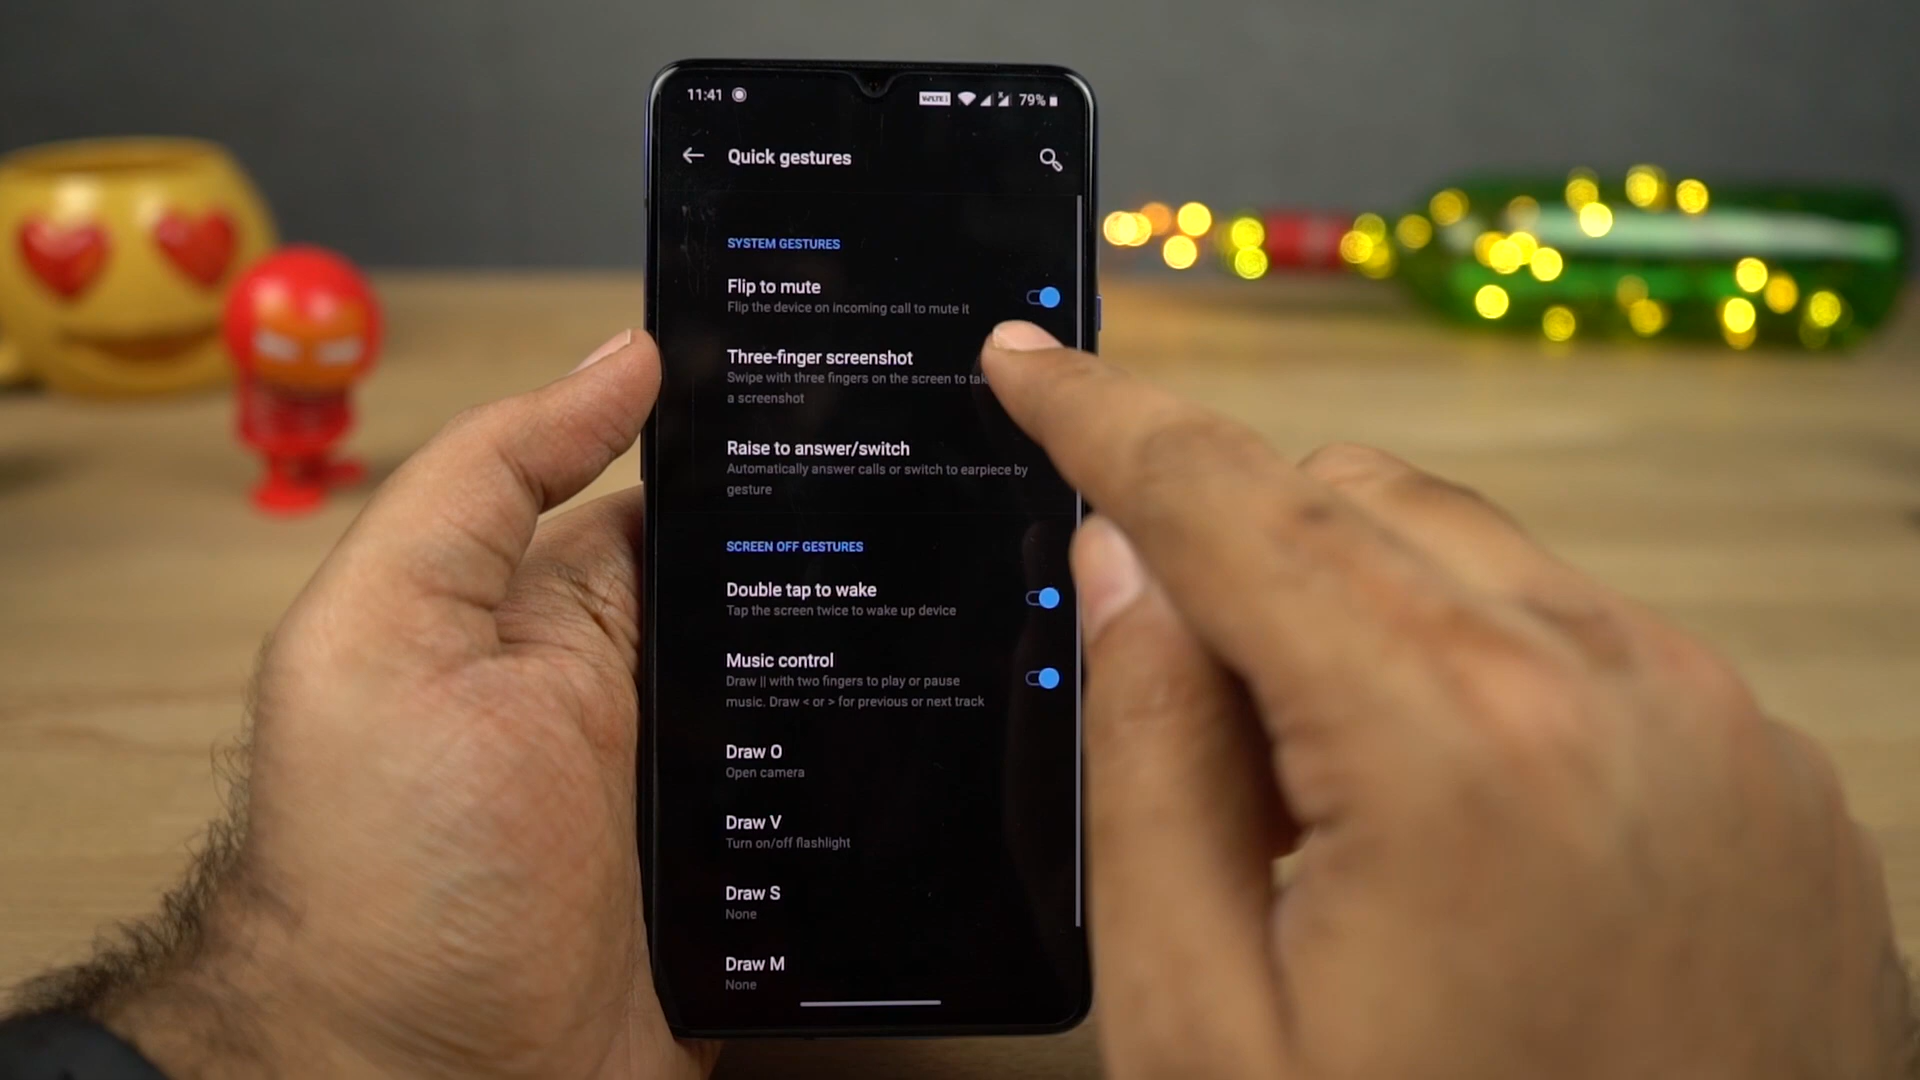 11:41
79%
Quick gestures
SYSTEM GESTURES
Flip to mute
Flip the device on incoming call to mute it
Three-finger screenshot
Swipe with three fingers on the screen to
a screenshot
Raise to answer/switch
Automatically answer calls or switch to earpiece by
gesture
SCREEN OFF GESTURES
Double tap to wake
Tap the screen twice to wake up device
Music control
Draw || with two fingers to play or pause
music. Draw < or > for previous or next track
Draw O
Open camera
Draw V
Turn on/off flashlight
Draw S
None
Draw M
None